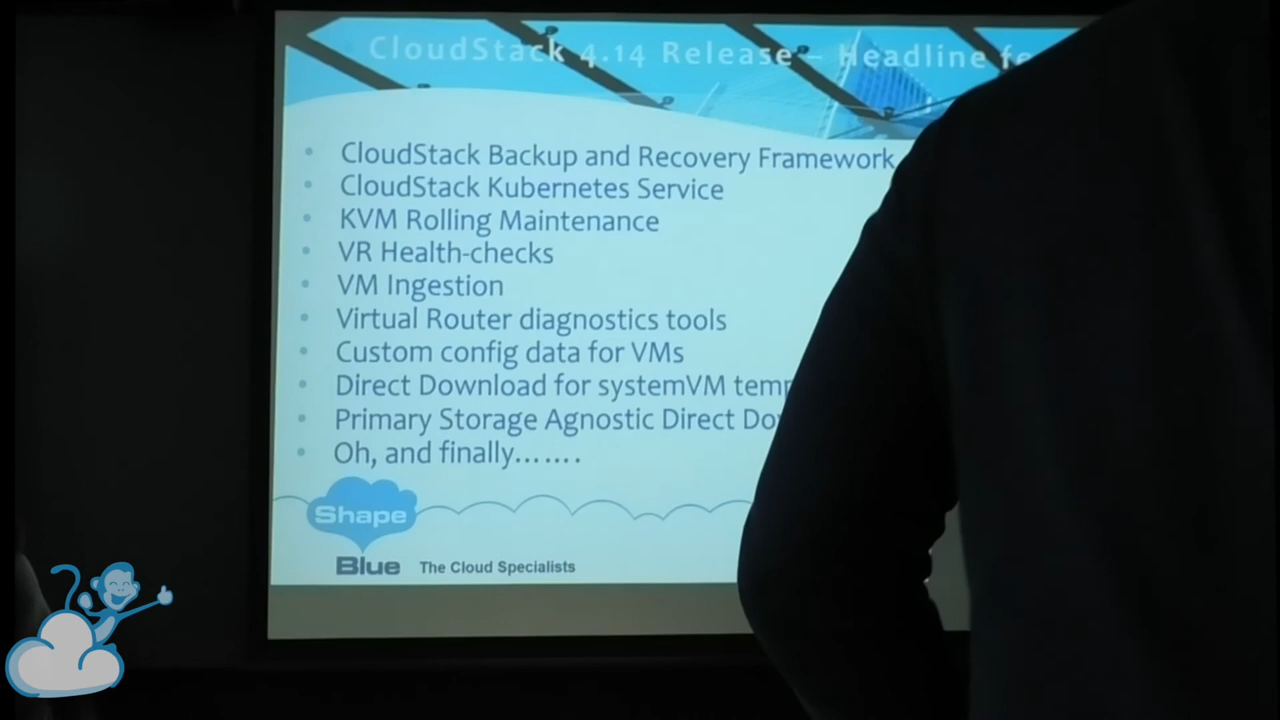 CloudStack 4.14 Release – Headline
• CloudStack Backup and Recovery Framework
• CloudStack Kubernetes Service
• KVM Rolling Maintenance
• VR Health-checks
• VM Ingestion
• Virtual Router diagnostics tools
• Custom config data for VMs
• Direct Download for systemVM
• Primary Storage Agnostic Direct
• Oh, and finally.......
Shape
Blue The Cloud Specialists